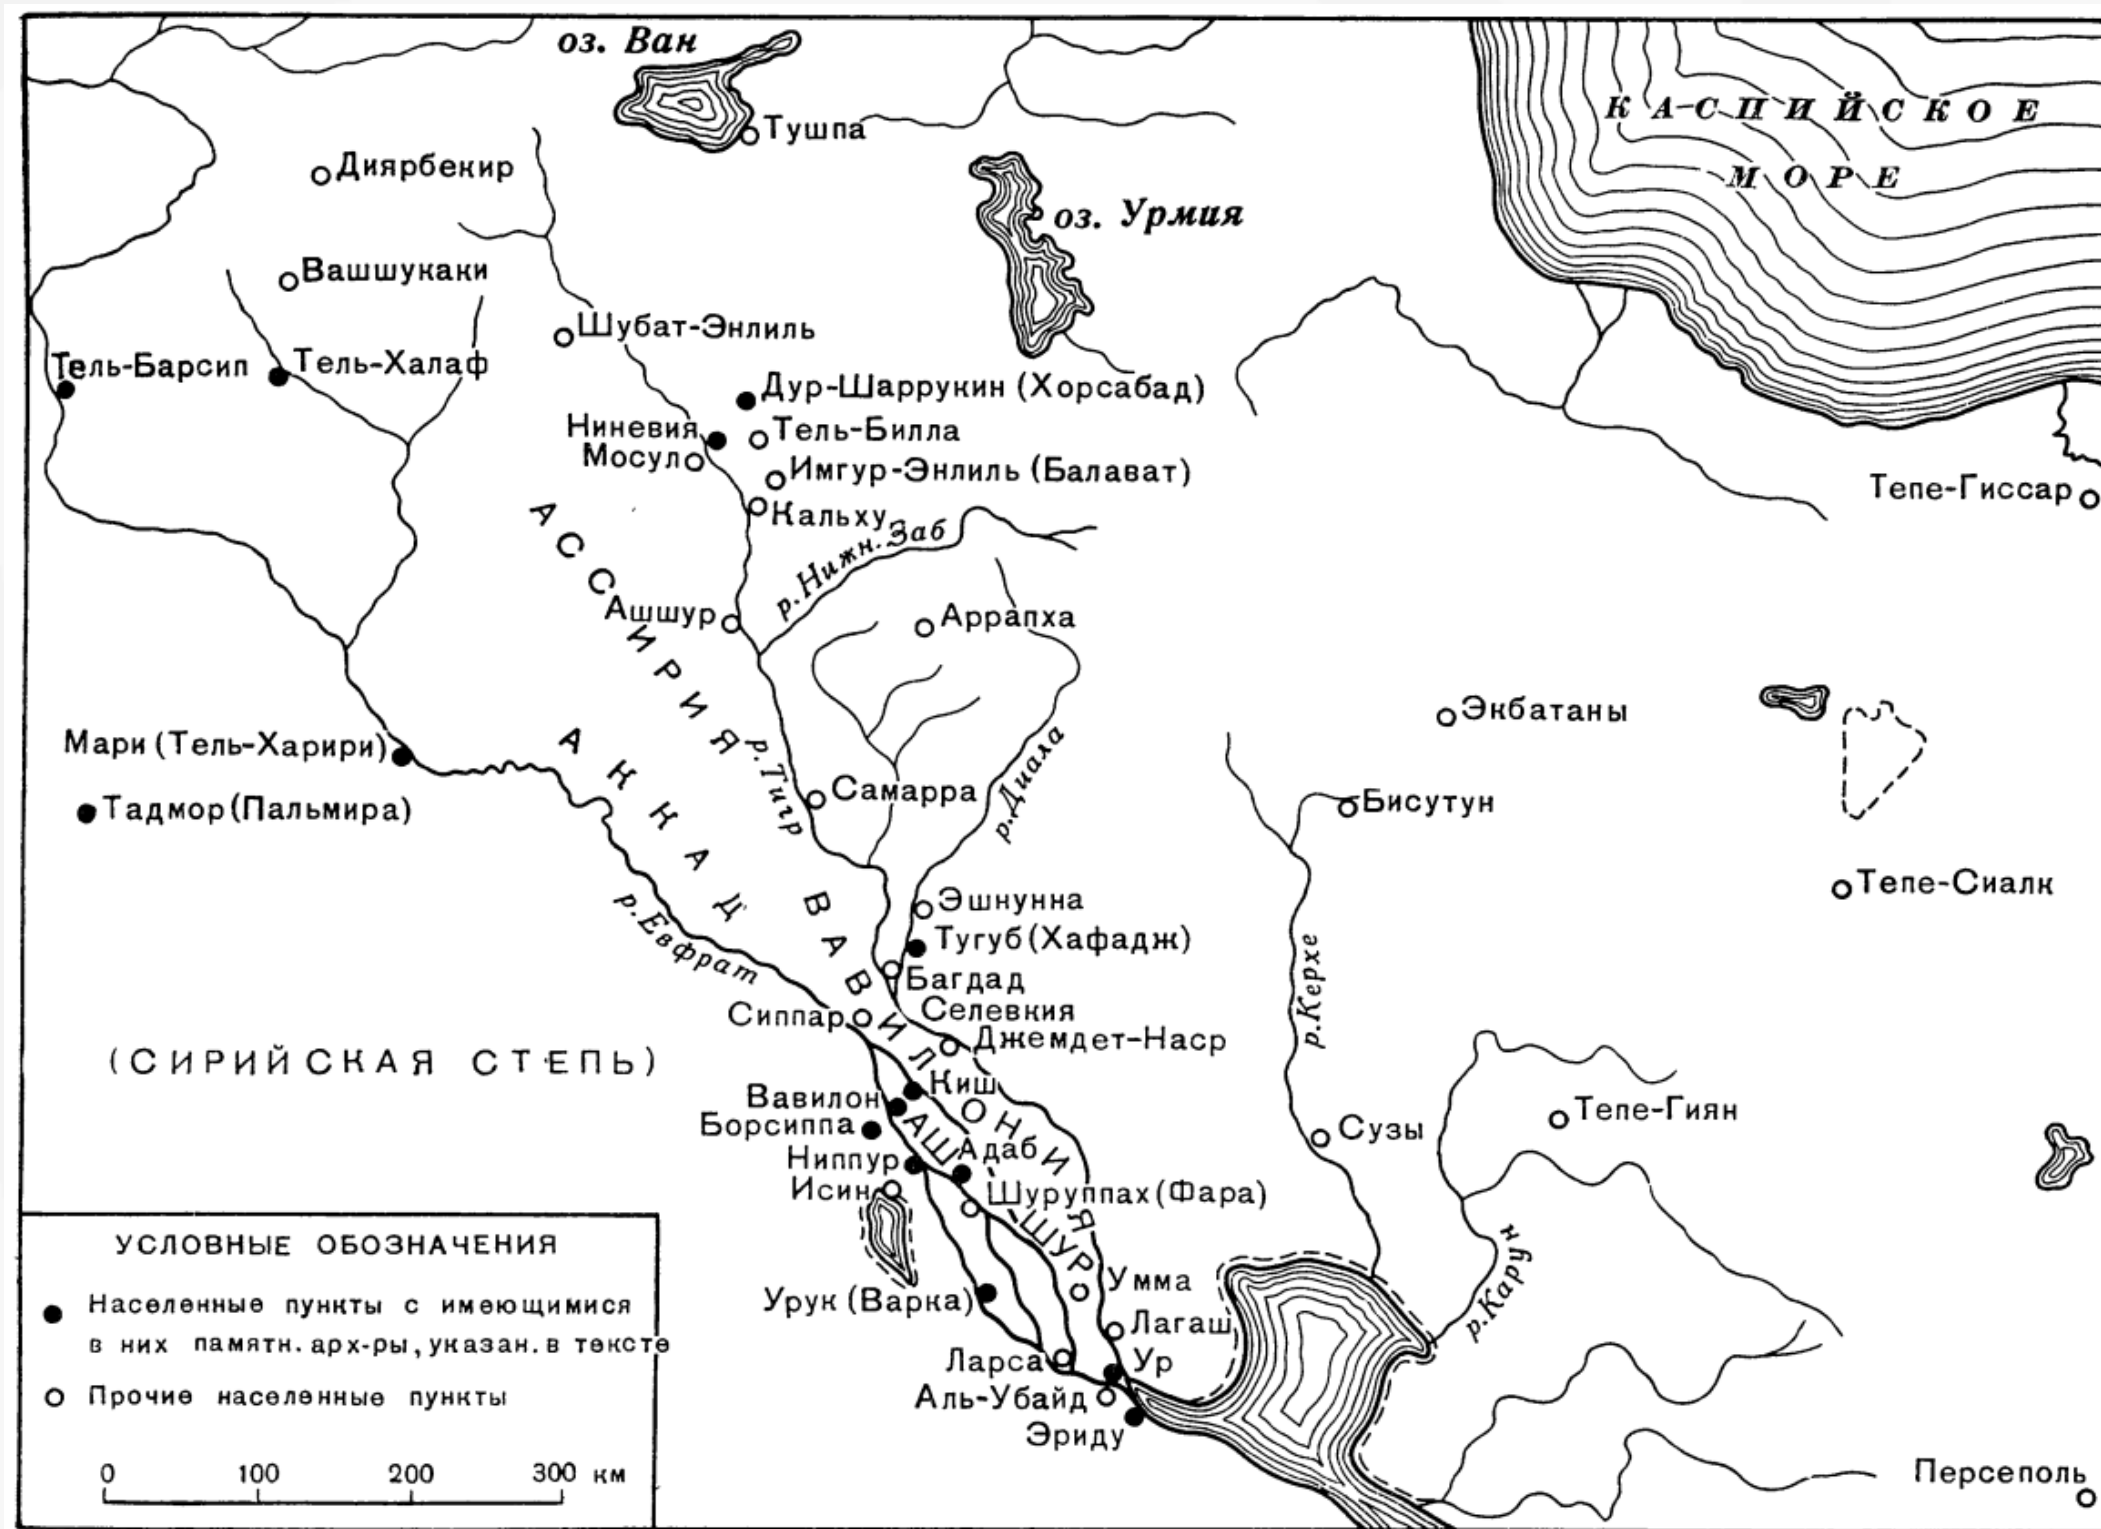 оз. Ван
КАСПИЙСКОЕ
МОРЕ
Тушпа
Диярбекир
оз. Урмия
Вашшукаки
Шубат-Энлиль
Тель-Барсип
Тель-Халаф
Дур-Шаррукин (Хорсабад)
Ниневия
Тель-Билла
Мосул
Имгур-Энлиль (Балават)
Тепе-Гиссар
Кальху
р. Нижн. Заб
АССИРИЯ
Ашшур
Аррапха
Экбатаны
Мари (Тель-Харири)
АККАД
р. Тигр
р. Диала
Самарра
Бисутун
Тадмор (Пальмира)
Тепе-Сиалк
р. Евфрат
ВАВИЛОНИЯ
Эшнунна
Тугуб (Хафадж)
Багдад
р. Керхе
Селевкия
Сиппар
Джемдет-Наср
(СИРИЙСКАЯ СТЕПЬ)
Киш
Вавилон
Борсиппа
АШ-ШУР
Сузы
Тепе-Гиян
Адаб
Ниппур
Исин
Шуруппах (Фара)
р. Карун
Умма
Урук (Варка)
Лагаш
Ларса
Ур
Аль-Убайд
Эриду
Персеполь
УСЛОВНЫЕ ОБОЗНАЧЕНИЯ
Населенные пункты с имеющимися
в них памятн. арх-ры, указан. в тексте
Прочие населенные пункты
0 100 200 300 км